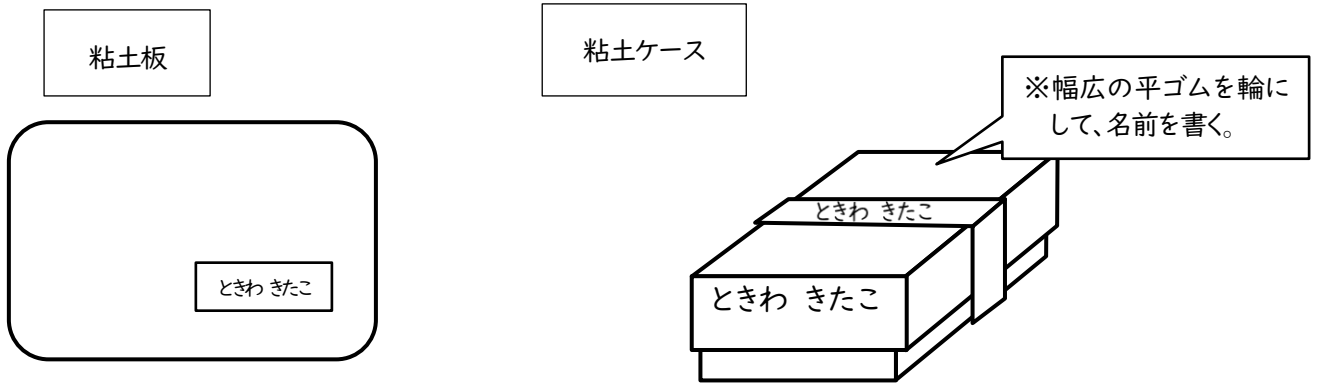 粘土板
粘土ケース
※幅広の平ゴムを輪に
して、名前を書く。
ときわ きたこ
ときわ きたこ
ときわ きたこ